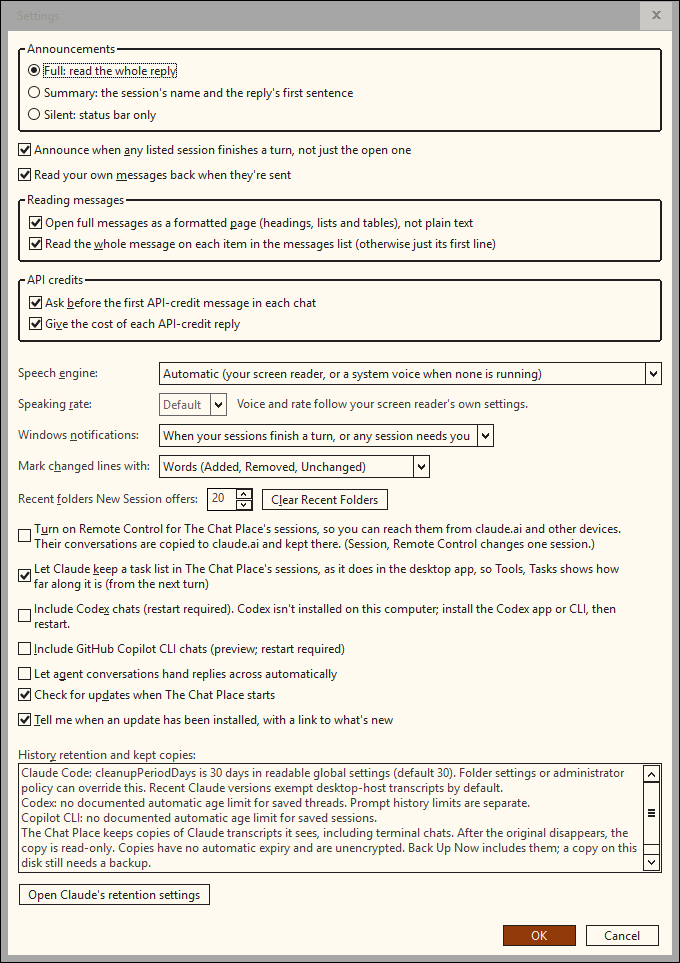 Settings
Announcements
Full: read the whole reply
Summary: the session's name and the reply's first sentence
Silent: status bar only
Announce when any listed session finishes a turn, not just the open one
Read your own messages back when they're sent
Reading messages
Open full messages as a formatted page (headings, lists and tables), not plain text
Read the whole message on each item in the messages list (otherwise just its first line)
API credits
Ask before the first API-credit message in each chat
Give the cost of each API-credit reply
Speech engine:
Automatic (your screen reader, or a system voice when none is running)
Speaking rate:
Default
Voice and rate follow your screen reader's own settings.
Windows notifications:
When your sessions finish a turn, or any session needs you
Mark changed lines with:
Words (Added, Removed, Unchanged)
Recent folders New Session offers:
20
Clear Recent Folders
Turn on Remote Control for The Chat Place's sessions, so you can reach them from claude.ai and other devices.
Their conversations are copied to claude.ai and kept there. (Session, Remote Control changes one session.)
Let Claude keep a task list in The Chat Place's sessions, as it does in the desktop app, so Tools, Tasks shows how
far along it is (from the next turn)
Include Codex chats (restart required). Codex isn't installed on this computer; install the Codex app or CLI, then
restart.
Include GitHub Copilot CLI chats (preview; restart required)
Let agent conversations hand replies across automatically
Check for updates when The Chat Place starts
Tell me when an update has been installed, with a link to what's new
History retention and kept copies:
Claude Code: cleanupPeriodDays is 30 days in readable global settings (default 30). Folder settings or administrator
policy can override this. Recent Claude versions exempt desktop-host transcripts by default.
Codex: no documented automatic age limit for saved threads. Prompt history limits are separate.
Copilot CLI: no documented automatic age limit for saved sessions.
The Chat Place keeps copies of Claude transcripts it sees, including terminal chats. After the original disappears, the
copy is read-only. Copies have no automatic expiry and are unencrypted. Back Up Now includes them; a copy on this
disk still needs a backup.
Open Claude's retention settings
OK
Cancel